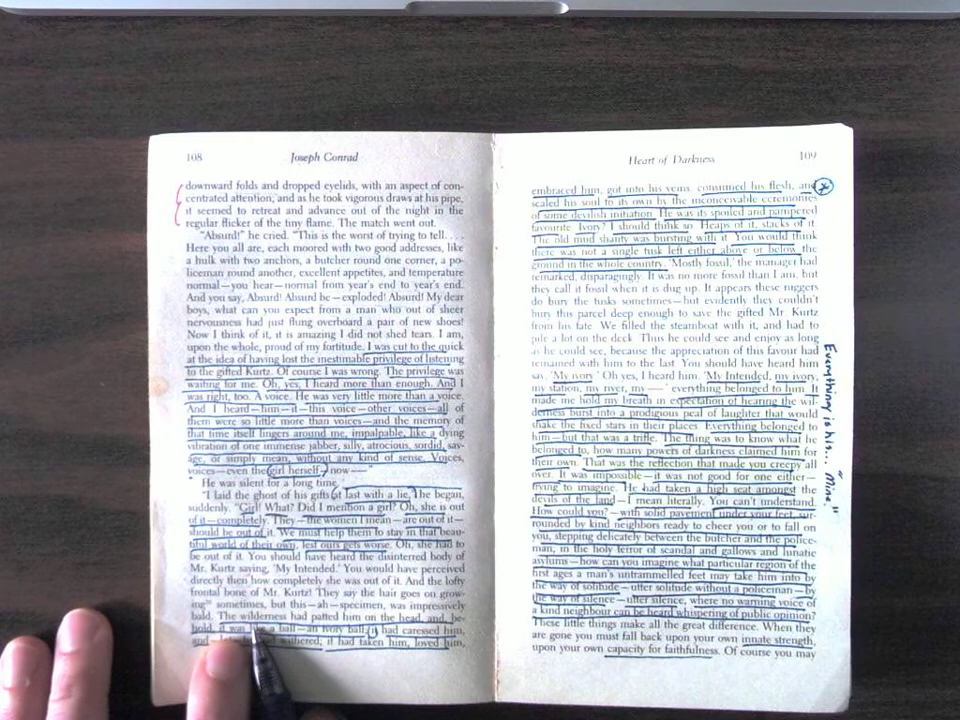 108
Joseph Conrad
downward folds and dropped eyelids, with an aspect of con-
centrated attention; and as he took vigorous draws at his pipe,
it seemed to retreat and advance out of the night in the
regular flicker of the tiny flame. The match went out.
"Absurd!" he cried. "This is the worst of trying to tell. . . .
Here you all are, each moored with two good addresses, like
a hulk with two anchors, a butcher round one corner, a po-
liceman round another, excellent appetites, and temperature
normal—you hear—normal from year's end to year's end.
And you say, Absurd! Absurd be—exploded! Absurd! My dear
boys, what can you expect from a man who out of sheer
nervousness had just flung overboard a pair of new shoes!
Now I think of it, it is amazing I did not shed tears. I am,
upon the whole, proud of my fortitude. I was cut to the quick
at the idea of having lost the inestimable privilege of listening
to the gifted Kurtz. Of course I was wrong. The privilege was
waiting for me. Oh, yes, I heard more than enough. And I
was right, too. A voice. He was very little more than a voice.
And I heard—him—it—this voice—other voices—all of
them were so little more than voices—and the memory of
that time itself lingers around me, impalpable, like a dying
vibration of one immense jabber, silly, atrocious, sordid, sav-
age, or simply mean, without any kind of sense. Voices,
voices—even the girl herself—now——"
He was silent for a long time.
"I laid the ghost of his gifts at last with a lie," he began,
suddenly. "Girl! What? Did I mention a girl? Oh, she is out
of it—completely. They—the women I mean—are out of it—
should be out of it. We must help them to stay in that beau-
tiful world of their own, lest ours gets worse. Oh, she had to
be out of it. You should have heard the disinterred body of
Mr. Kurtz saying, 'My Intended.' You would have perceived
directly then how completely she was out of it. And the lofty
frontal bone of Mr. Kurtz! They say the hair goes on grow-
ing sometimes, but this—ah—specimen, was impressively
bald. The wilderness had patted him on the head, and, be-
hold, it was like a ball—an ivory ball; it had caressed him,
and— withered; it had taken him, loved him,
Heart of Darkness
109
embraced him, got into his veins, consumed his flesh, and
sealed his soul to its own by the inconceivable ceremonies
of some devilish initiation. He was its spoiled and pampered
favourite. Ivory? I should think so. Heaps of it, stacks of it.
The old mud shanty was bursting with it. You would think
there was not a single tusk left either above or below the
ground in the whole country. 'Mostly fossil,' the manager had
remarked, disparagingly. It was no more fossil than I am; but
they call it fossil when it is dug up. It appears these niggers
do bury the tusks sometimes—but evidently they couldn't
bury this parcel deep enough to save the gifted Mr. Kurtz
from his fate. We filled the steamboat with it, and had to
pile a lot on the deck. Thus he could see and enjoy as long
as he could see, because the appreciation of this favour had
remained with him to the last. You should have heard him
say, 'My ivory.' Oh yes, I heard him. 'My Intended, my ivory,
my station, my river, my——' everything belonged to him. It
made me hold my breath in expectation of hearing the wil-
derness burst into a prodigious peal of laughter that would
shake the fixed stars in their places. Everything belonged to
him—but that was a trifle. The thing was to know what he
belonged to, how many powers of darkness claimed him for
their own. That was the reflection that made you creepy all
over. It was impossible—it was not good for one either—
trying to imagine. He had taken a high seat amongst the
devils of the land—I mean literally. You can't understand.
How could you?—with solid pavement under your feet, sur-
rounded by kind neighbors ready to cheer you or to fall on
you, stepping delicately between the butcher and the police-
man, in the holy terror of scandal and gallows and lunatic
asylums—how can you imagine what particular region of the
first ages a man's untrammelled feet may take him into by
the way of solitude—utter solitude without a policeman—by
the way of silence—utter silence, where no warning voice of
a kind neighbour can be heard whispering of public opinion?
These little things make all the great difference. When they
are gone you must fall back upon your own innate strength,
upon your own capacity for faithfulness. Of course you may
Everything is his. "Mine."